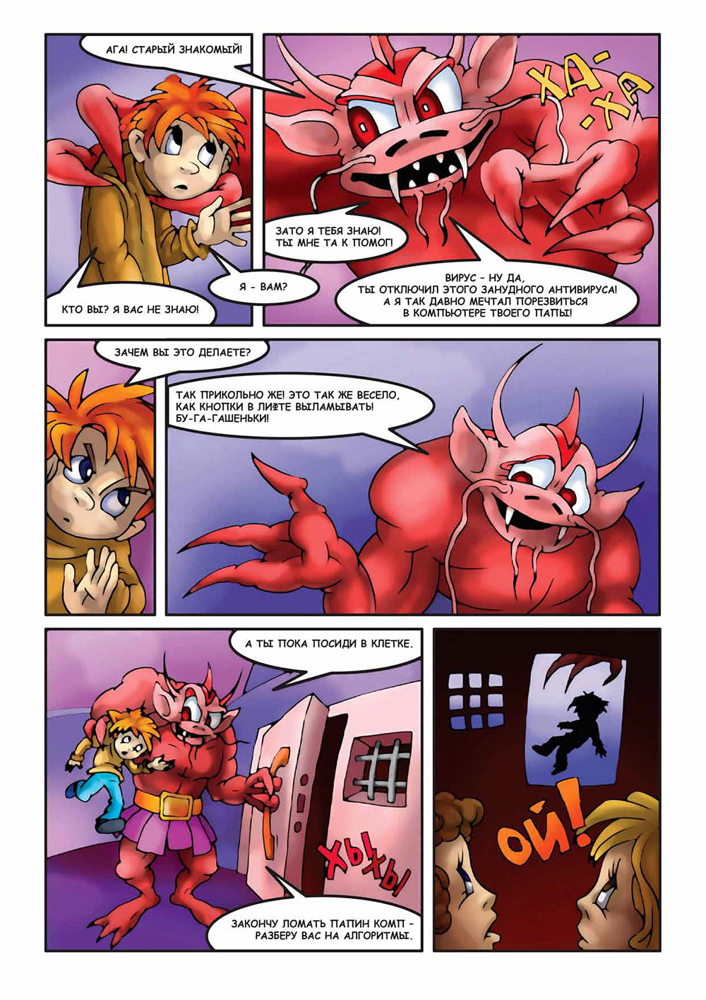 АГА! СТАРЫЙ ЗНАКОМЫЙ!
КТО ВЫ? Я ВАС НЕ ЗНАЮ!
ХА-
-ХА
ЗАТО Я ТЕБЯ ЗНАЮ!
ТЫ МНЕ ТА К ПОМОГ!
Я - ВАМ?
ВИРУС - НУ ДА,
ТЫ ОТКЛЮЧИЛ ЭТОГО ЗАНУДНОГО АНТИВИРУСА!
А Я ТАК ДАВНО МЕЧТАЛ ПОРЕЗВИТЬСЯ
В КОМПЬЮТЕРЕ ТВОЕГО ПАПЫ!
ЗАЧЕМ ВЫ ЭТО ДЕЛАЕТЕ?
ТАК ПРИКОЛЬНО ЖЕ! ЭТО ТАК ЖЕ ВЕСЕЛО,
КАК КНОПКИ В ЛИФТЕ ВЫЛАМЫВАТЬ!
БУ-ГА-ГАШЕНЬКИ!
А ТЫ ПОКА ПОСИДИ В КЛЕТКЕ.
ХЫ
ХЫ
ЗАКОНЧУ ЛОМАТЬ ПАПИН КОМП -
РАЗБЕРУ ВАС НА АЛГОРИТМЫ.
ОЙ!